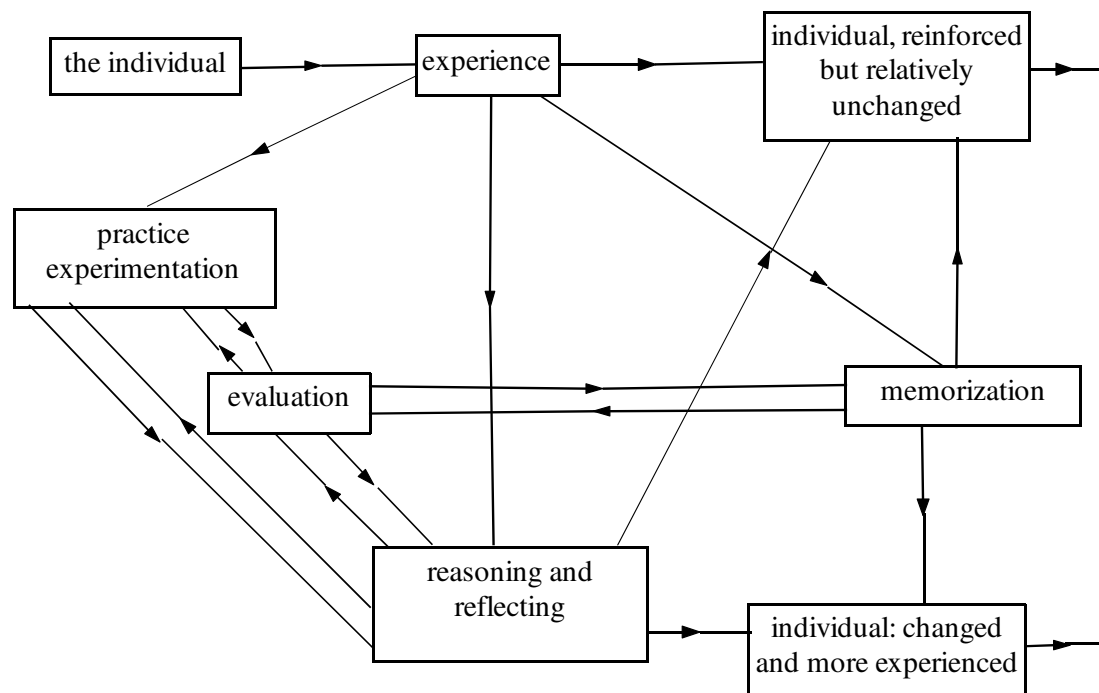 the individual
experience
individual, reinforced
but relatively
unchanged
practice
experimentation
evaluation
memorization
reasoning and
reflecting
individual: changed
and more experienced